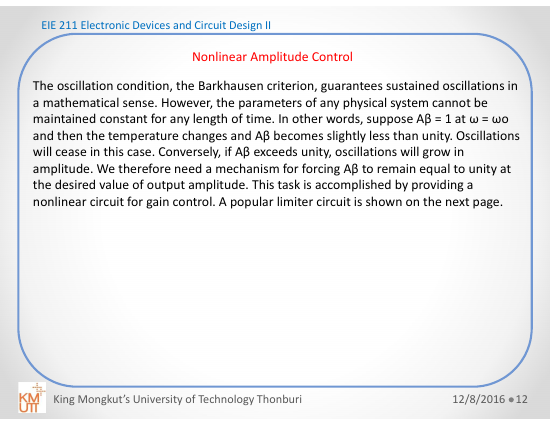 EIE 211 Electronic Devices and Circuit Design II
Nonlinear Amplitude Control
The oscillation condition, the Barkhausen criterion, guarantees sustained oscillations in
a mathematical sense. However, the parameters of any physical system cannot be
maintained constant for any length of time. In other words, suppose Aβ = 1 at ω = ωo
and then the temperature changes and Aβ becomes slightly less than unity. Oscillations
will cease in this case. Conversely, if Aβ exceeds unity, oscillations will grow in
amplitude. We therefore need a mechanism for forcing Aβ to remain equal to unity at
the desired value of output amplitude. This task is accomplished by providing a
nonlinear circuit for gain control. A popular limiter circuit is shown on the next page.
KM
UTT
King Mongkut's University of Technology Thonburi
12/8/2016 ● 12